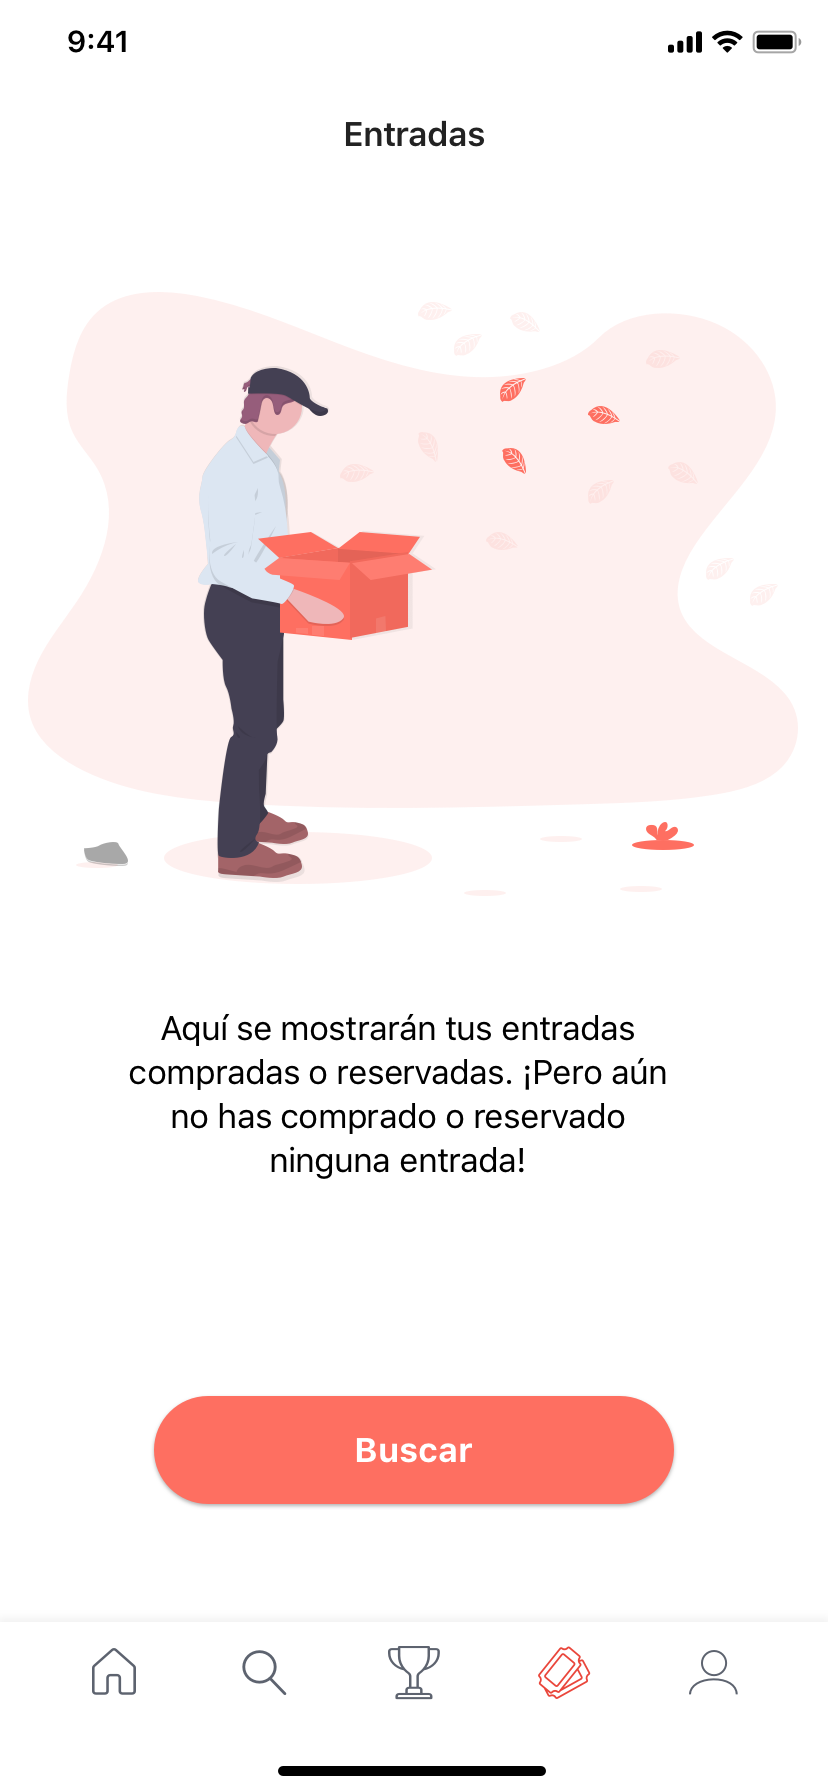 9:41
Entradas
Aquí se mostrarán tus entradas
compradas o reservadas. ¡Pero aún
no has comprado o reservado
ninguna entrada!
Buscar